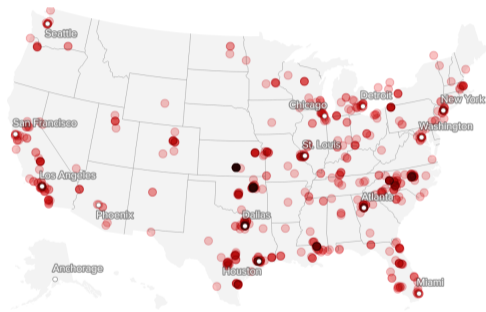 Seattle
Chicago
Detroit
New York
San Francisco
Washington
St. Louis
Los Angeles
Atlanta
Phoenix
Dallas
Anchorage
Houston
Miami